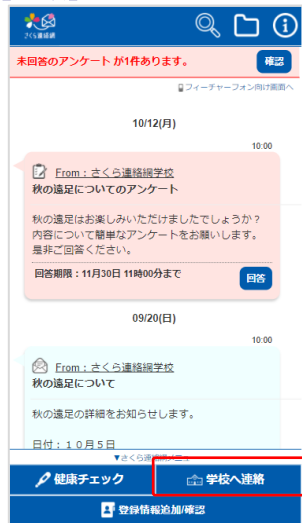 さくら連絡網
未回答のアンケート が1件あります。
確認
フィーチャーフォン向け画面へ
10/12(月)
10:00
From：さくら連絡網学校
秋の遠足についてのアンケート
秋の遠足はお楽しみいただけましたでしょうか？
内容について簡単なアンケートをお願いします。
是非ご回答ください。
回答期限：11月30日 11時00分まで
回答
09/20(日)
10:00
From：さくら連絡網学校
秋の遠足について
秋の遠足の詳細をお知らせします。
日付：１０月５日
▼さくら連絡網メニュー
健康チェック
学校へ連絡
登録情報追加/確認